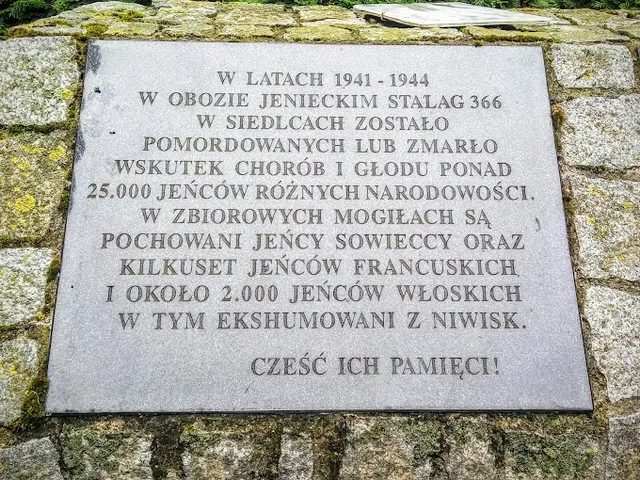 W LATACH 1941 - 1944
W OBOZIE JENIECKIM STALAG 366
W SIEDLCACH ZOSTAŁO
POMORDOWANYCH LUB ZMARŁO
WSKUTEK CHORÓB I GŁODU PONAD
25.000 JEŃCÓW RÓŻNYCH NARODOWOŚCI.
W ZBIOROWYCH MOGIŁACH SĄ
POCHOWANI JEŃCY SOWIECCY ORAZ
KILKUSET JEŃCÓW FRANCUSKICH
I OKOŁO 2.000 JEŃCÓW WŁOSKICH
W TYM EKSHUMOWANI Z NIWISK.
CZEŚĆ ICH PAMIĘCI!